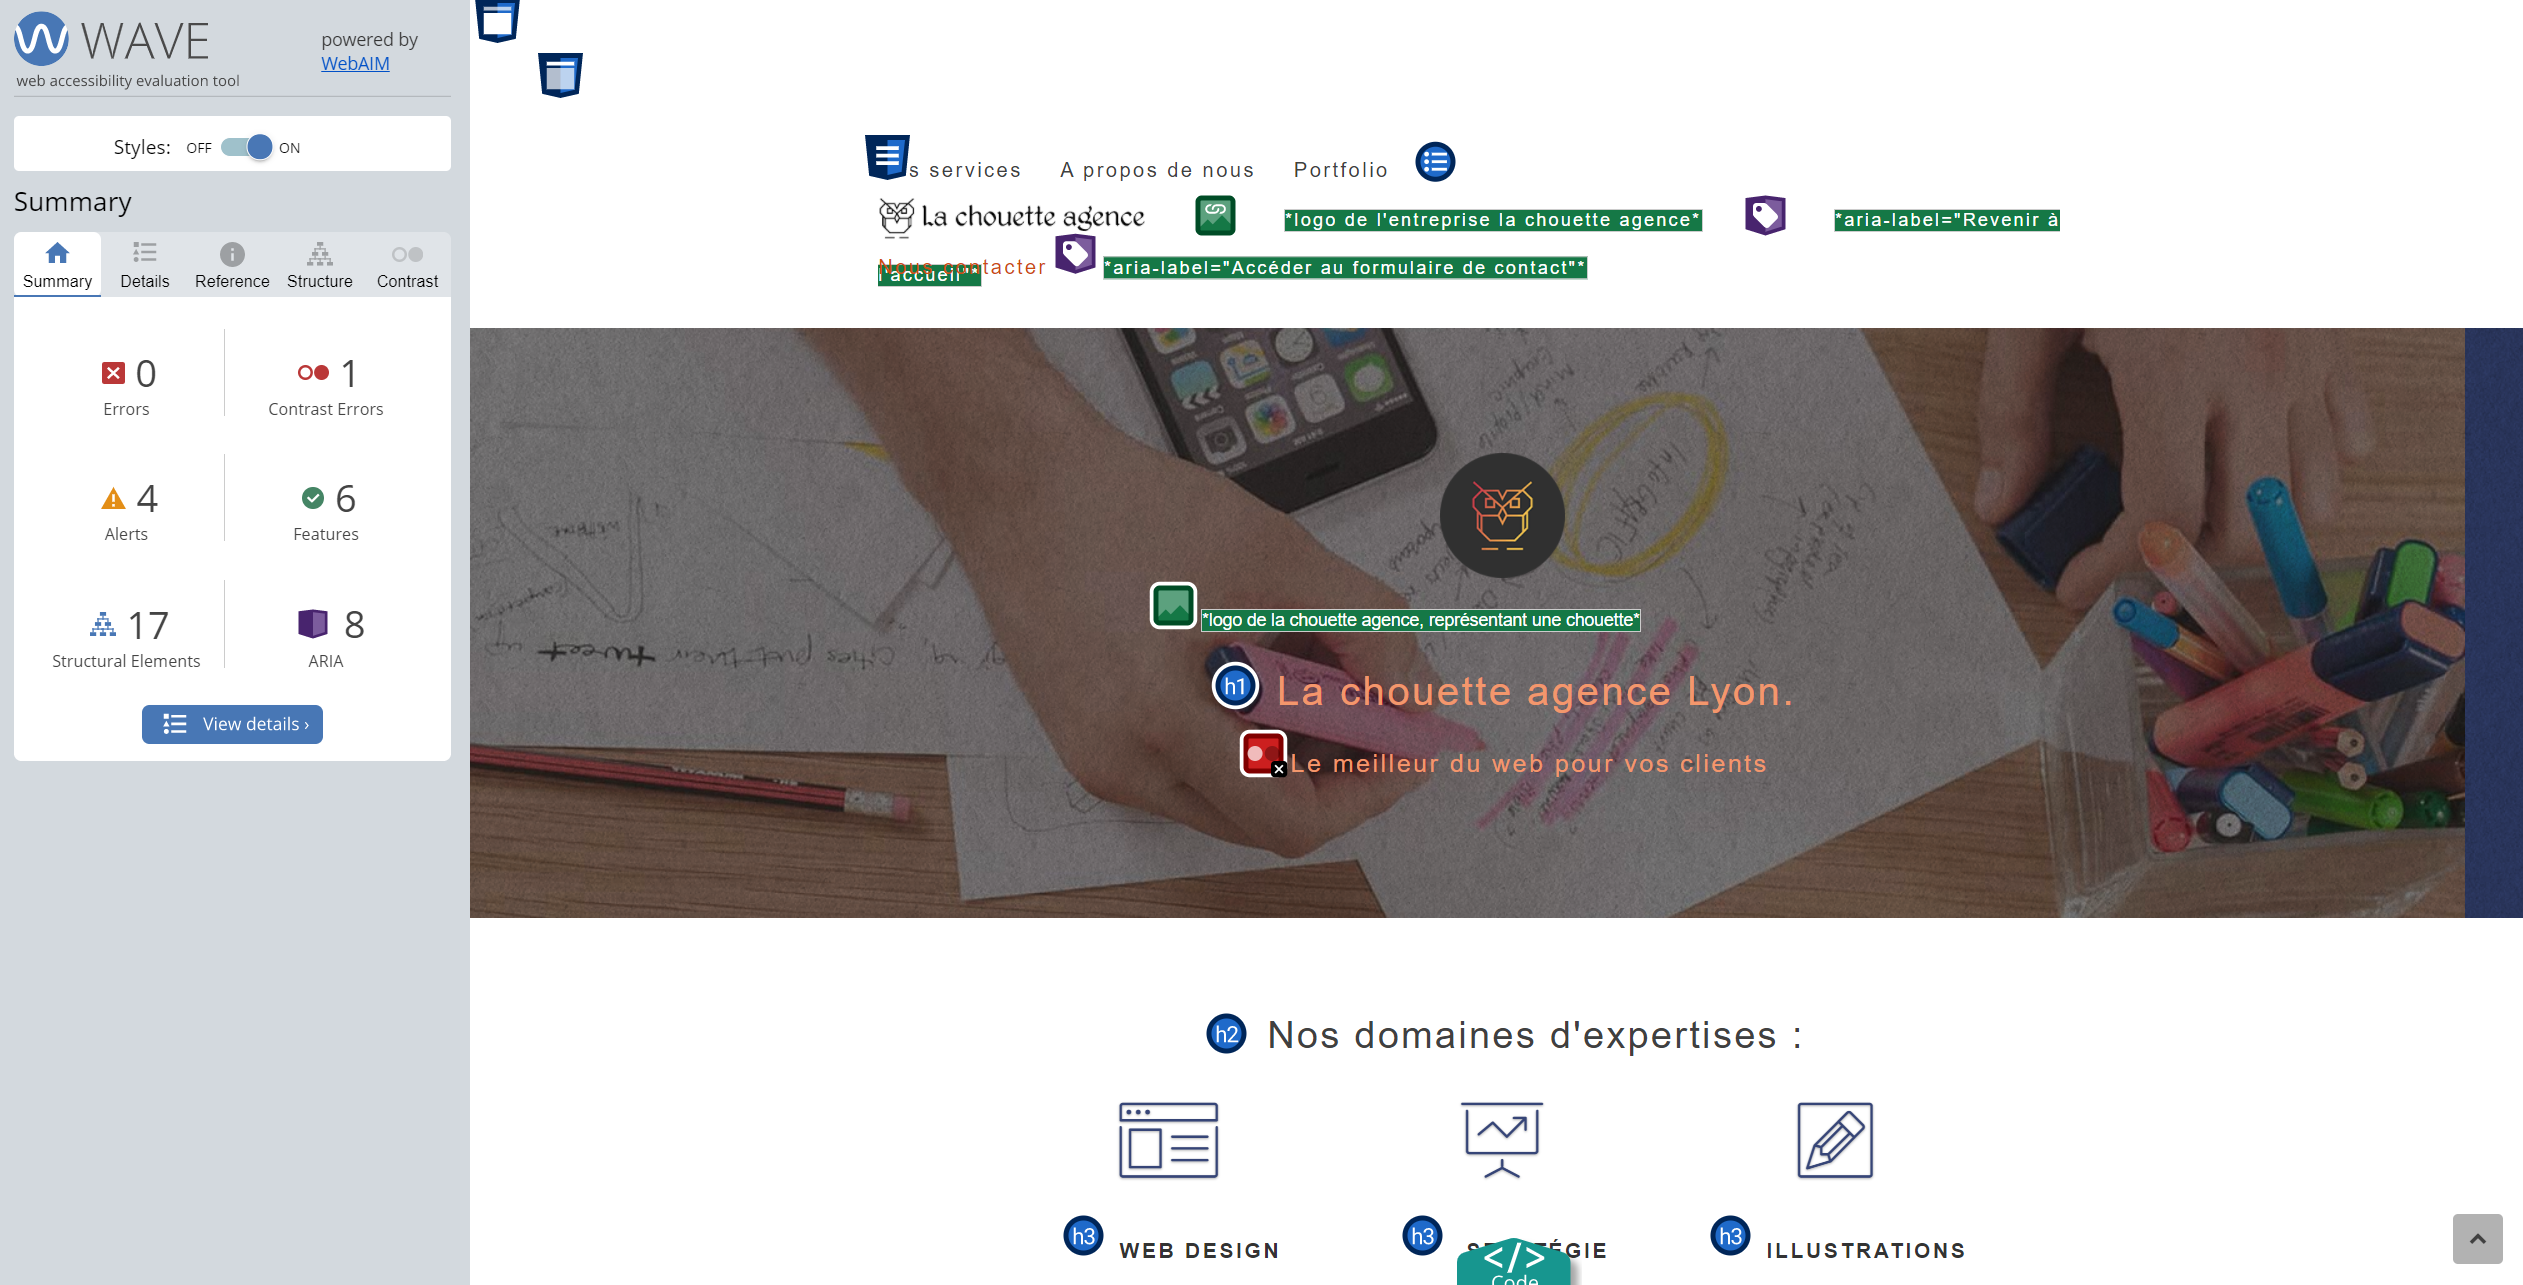 WAVE
powered by
WebAIM
web accessibility evaluation tool
Styles: OFF ON
Summary
Summary Details Reference Structure Contrast
0
Errors
1
Contrast Errors
4
Alerts
6
Features
17
Structural Elements
8
ARIA
View details ›
s services A propos de nous Portfolio
La chouette agence *logo de l'entreprise la chouette agence* *aria-label="Revenir à
l'accueil"*
Nous contacter *aria-label="Accéder au formulaire de contact"*
*logo de la chouette agence, représentant une chouette*
h1 La chouette agence Lyon.
Le meilleur du web pour vos clients
h2 Nos domaines d'expertises :
h3 WEB DESIGN
h3
GIE
h3 ILLUSTRATIONS
</>
Code